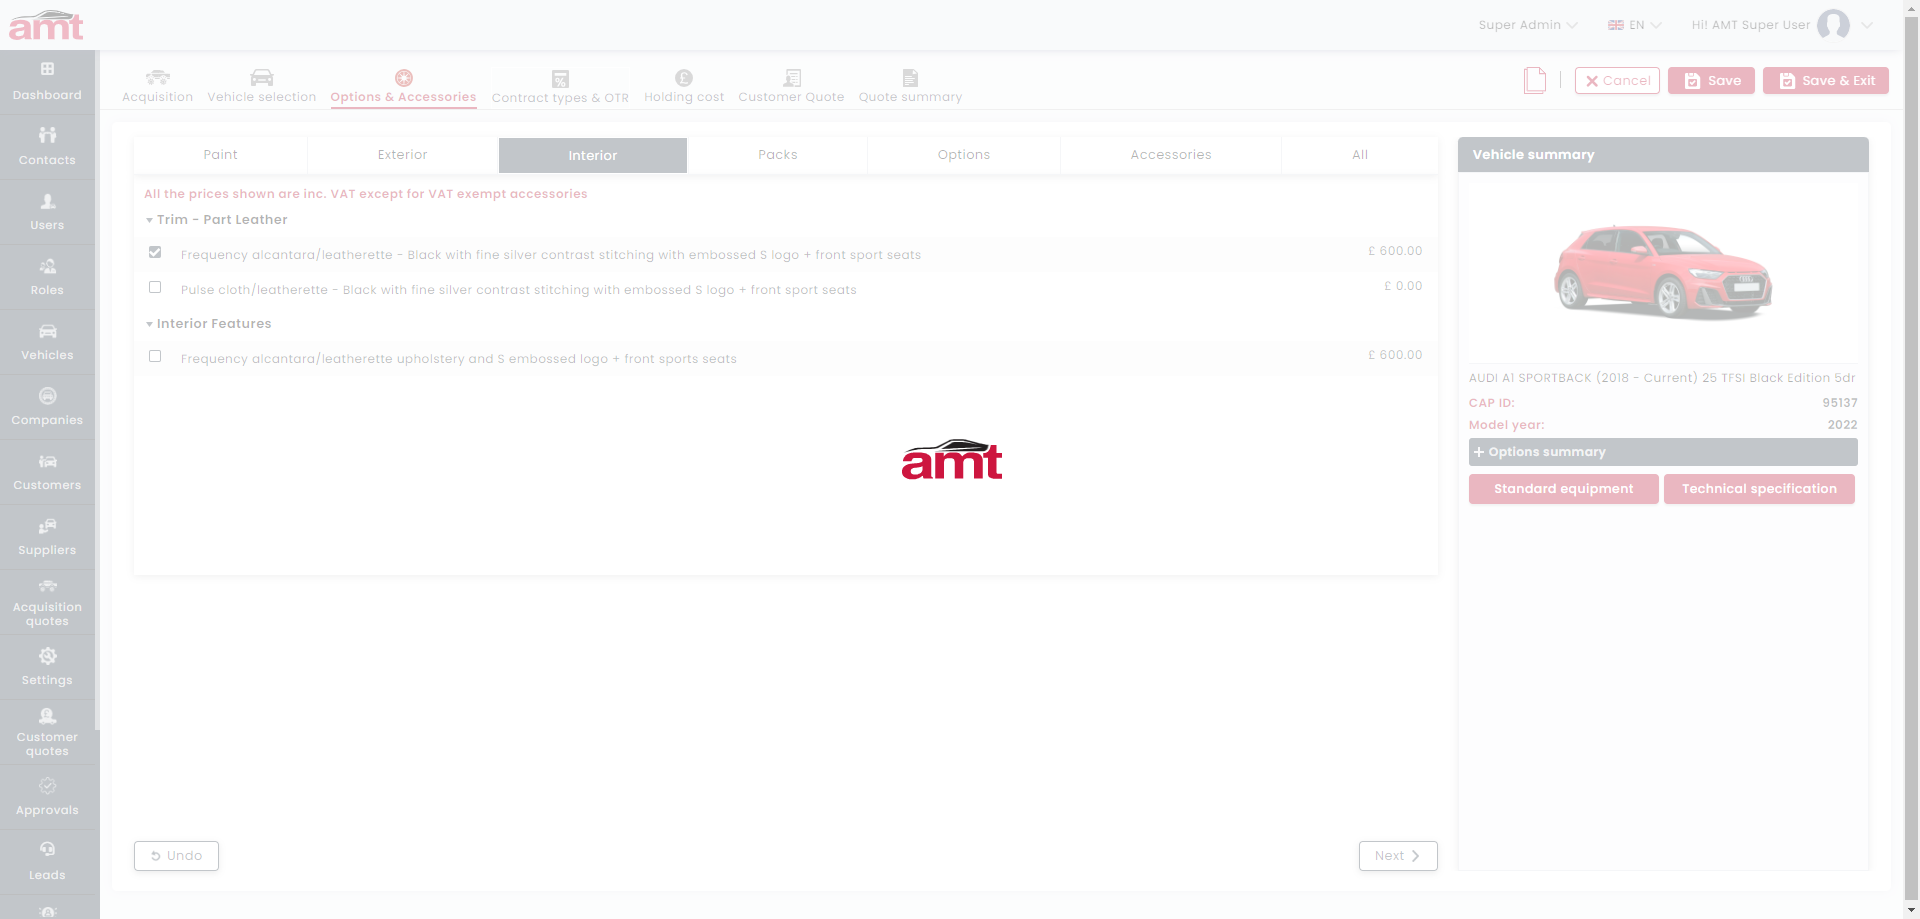 amt
Super Admin
EN
Hi! AMT Super User
Dashboard
Contacts
Users
Roles
Vehicles
Companies
Customers
Suppliers
Acquisition
quotes
Settings
Customer
quotes
Approvals
Leads
Acquisition
Vehicle selection
Options & Accessories
Contract types & OTR
Holding cost
Customer Quote
Quote summary
Cancel
Save
Save & Exit
Paint
Exterior
Interior
Packs
Options
Accessories
All
All the prices shown are inc. VAT except for VAT exempt accessories
Trim - Part Leather
Frequency alcantara/leatherette - Black with fine silver contrast stitching with embossed S logo + front sport seats £ 600.00
Pulse cloth/leatherette - Black with fine silver contrast stitching with embossed S logo + front sport seats £ 0.00
Interior Features
Frequency alcantara/leatherette upholstery and S embossed logo + front sports seats £ 600.00
amt
Undo
Next
Vehicle summary
AUDI A1 SPORTBACK (2018 - Current) 25 TFSI Black Edition 5dr
CAP ID: 95137
Model year: 2022
+ Options summary
Standard equipment
Technical specification